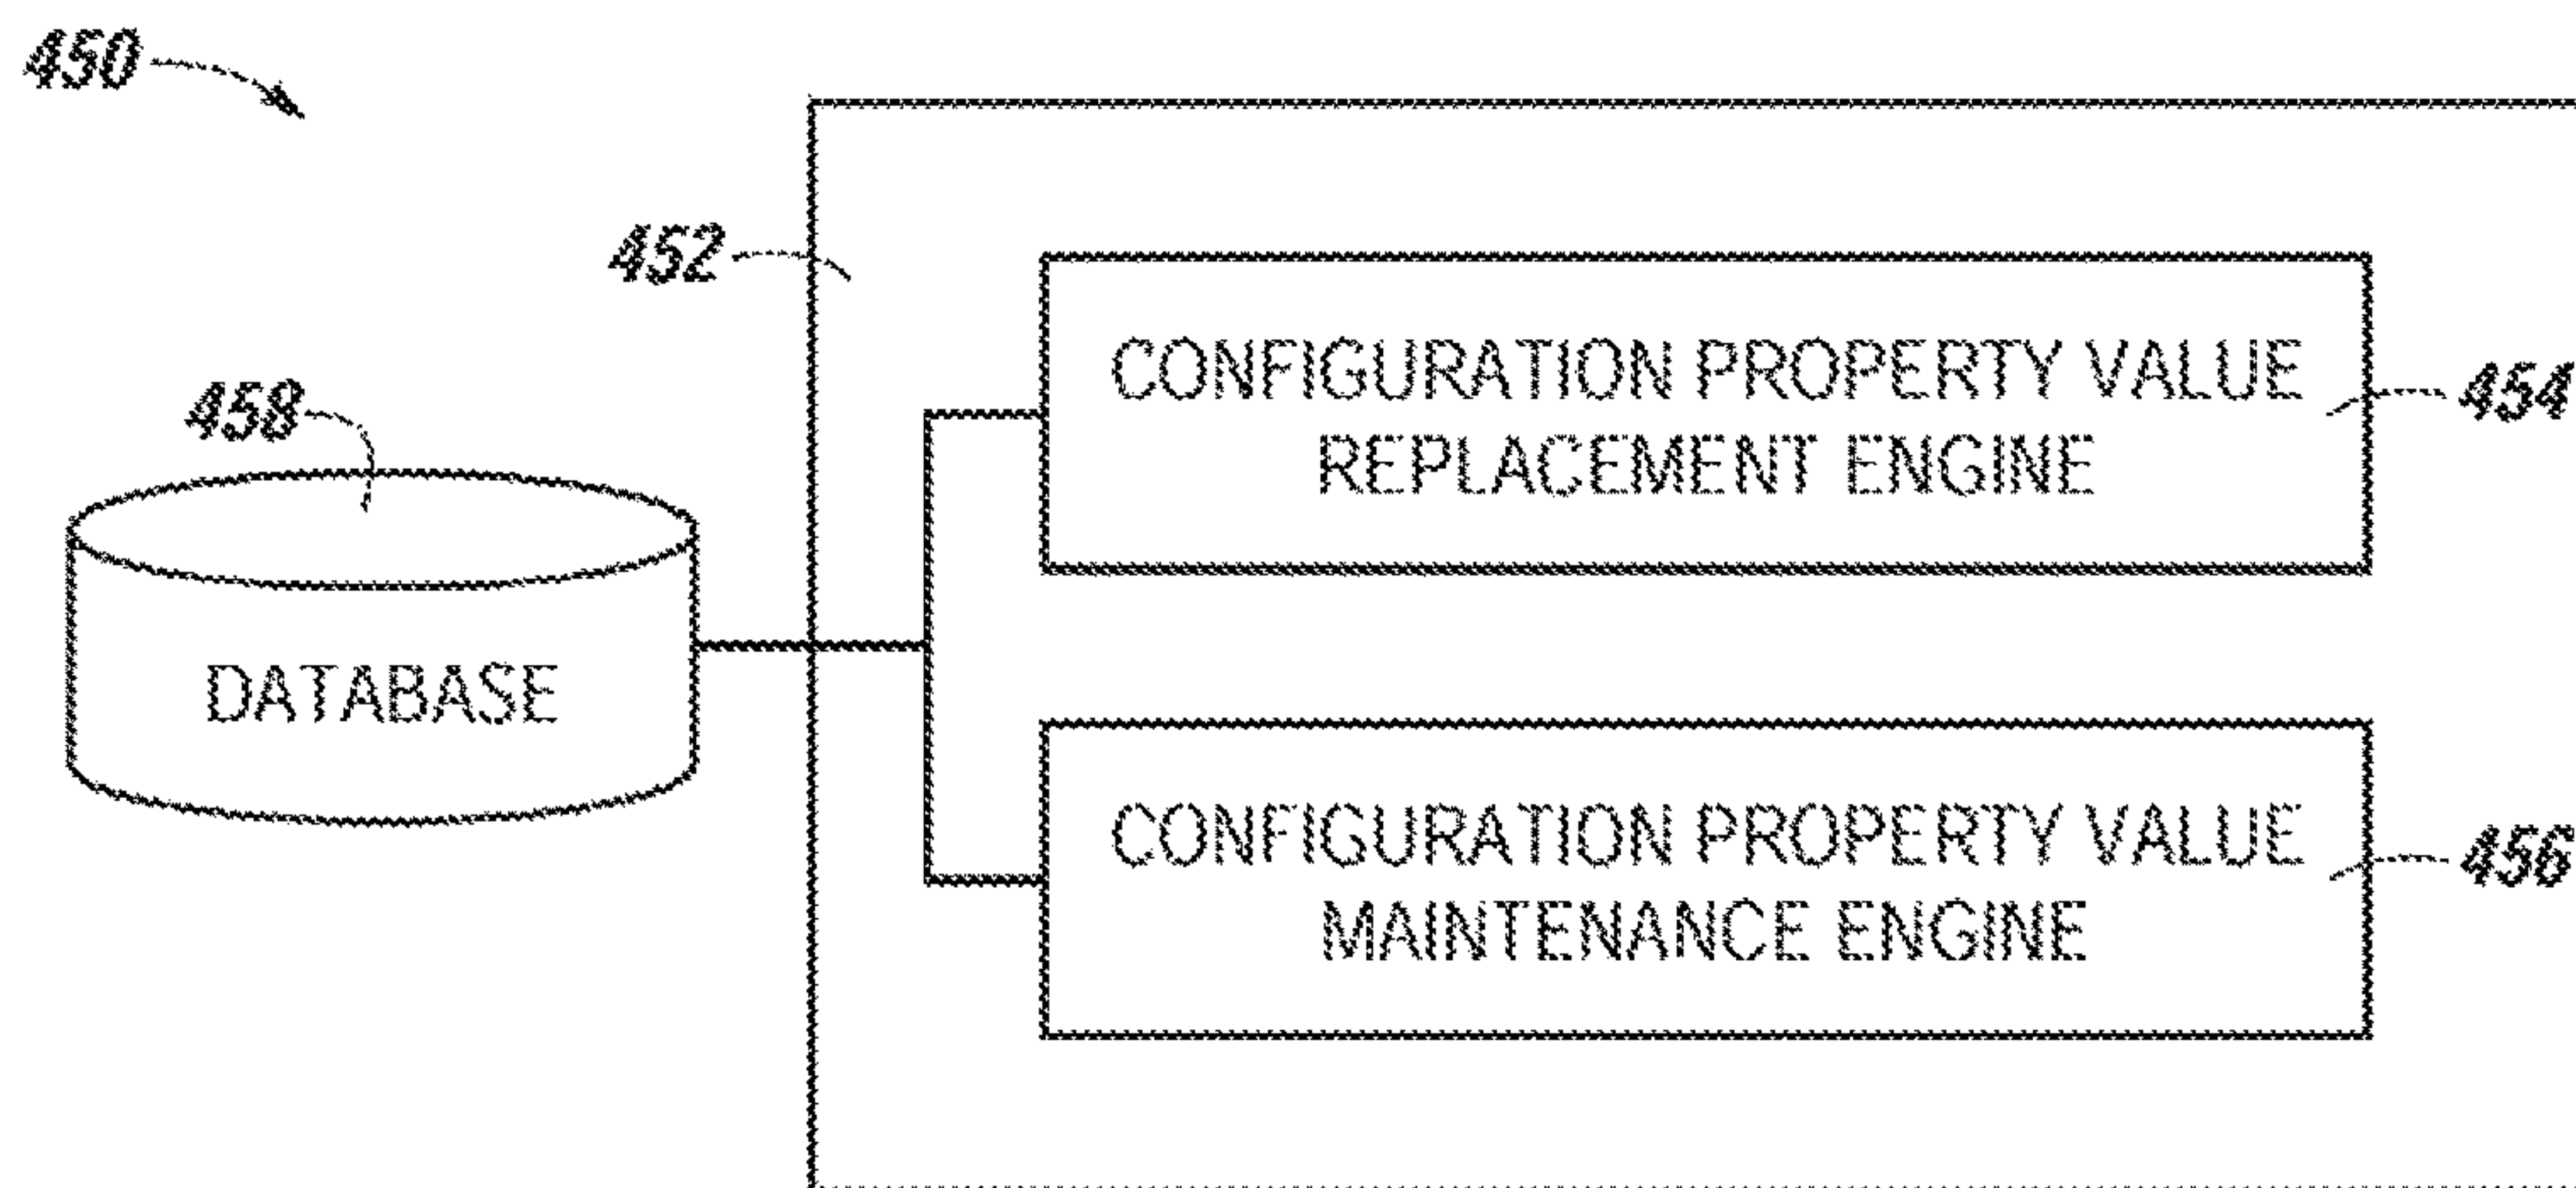 450
452
CONFIGURATION PROPERTY VALUE
REPLACEMENT ENGINE
454
458
DATABASE
CONFIGURATION PROPERTY VALUE
MAINTENANCE ENGINE
456